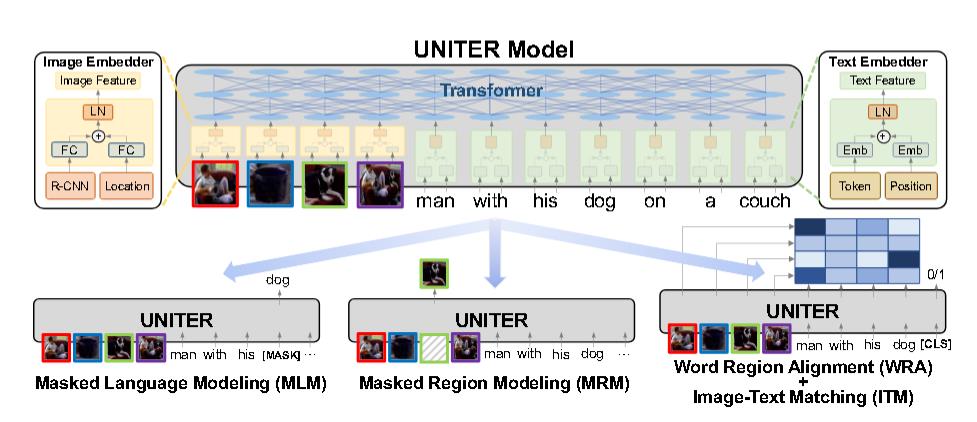 UNITER Model
Image Embedder
Image Feature
LN
+
FC FC
R-CNN Location
Transformer
man with his dog on a couch
Text Embedder
Text Feature
LN
+
Emb Emb
Token Position
dog
UNITER
man with his [MASK] ...
Masked Language Modeling (MLM)
UNITER
man with his dog ...
Masked Region Modeling (MRM)
0/1
UNITER
man with his dog [CLS]
Word Region Alignment (WRA)
+
Image-Text Matching (ITM)